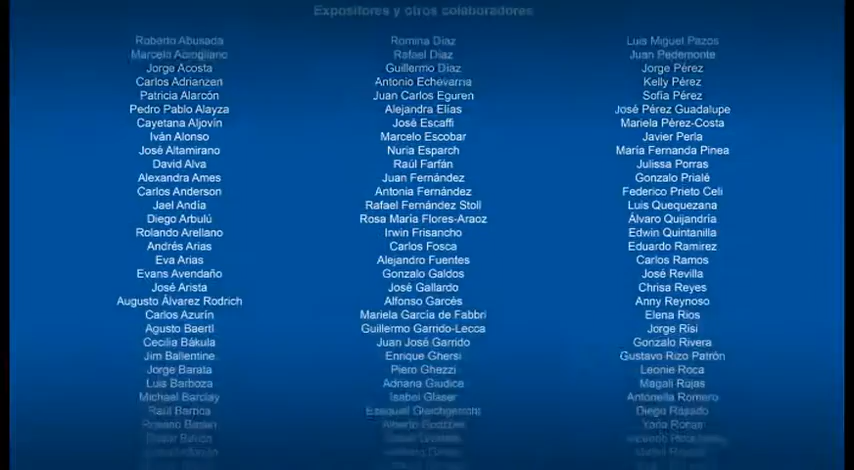 Expositores y otros colaboradores
Roberto Abusada
Marcelo
Jorge Acosta
Carlos Adrianzen
Patricia Alarcón
Pedro Pablo Alayza
Cayetana Aljovín
Iván Alonso
José Altamirano
David Alva
Alexandra Ames
Carlos Anderson
Jael Andía
Diego Arbulú
Rolando Arellano
Andrés Arias
Eva Arias
Evans Avendaño
José Arista
Augusto Álvarez Rodrich
Carlos Azurín
Agusto Baertl
Cecilia Bákula
Jim Ballentine
Jorge Barata
Luis Barboza
Michael Barclay
Raúl Barrios
Romina Díaz
Rafael Díaz
Guillermo Díaz
Antonio Echevarria
Juan Carlos Eguren
Alejandra Elías
José Escaffi
Marcelo Escobar
Nuria Esparch
Raúl Farfán
Juan Fernández
Antonia Fernández
Rafael Fernández Stoll
Rosa María Flores-Araoz
Irwin Frisancho
Carlos Fosca
Alejandro Fuentes
Gonzalo Galdos
José Gallardo
Alfonso Garcés
Mariela García de Fabbri
Guillermo Garrido-Lecca
Juan José Garrido
Enrique Ghersi
Piero Ghezzi
Adriana Giudice
Isabel Glaser
Ezequiel Gleichgerrcht
Alberto
Luis Miguel Pazos
Juan Pedemonte
Jorge Pérez
Kelly Pérez
Sofía Pérez
José Pérez Guadalupe
Mariela Pérez-Costa
Javier Perla
María Fernanda Pinea
Julissa Porras
Gonzalo Prialé
Federico Prieto Celi
Luis Quequezana
Álvaro Quijandría
Edwin Quintanilla
Eduardo Ramirez
Carlos Ramos
José Revilla
Chrisa Reyes
Anny Reynoso
Elena Rios
Jorge Risi
Gonzalo Rivera
Gustavo Rizo Patrón
Leonie Roca
Magali Rojas
Antonella Romero
Diego Rosado